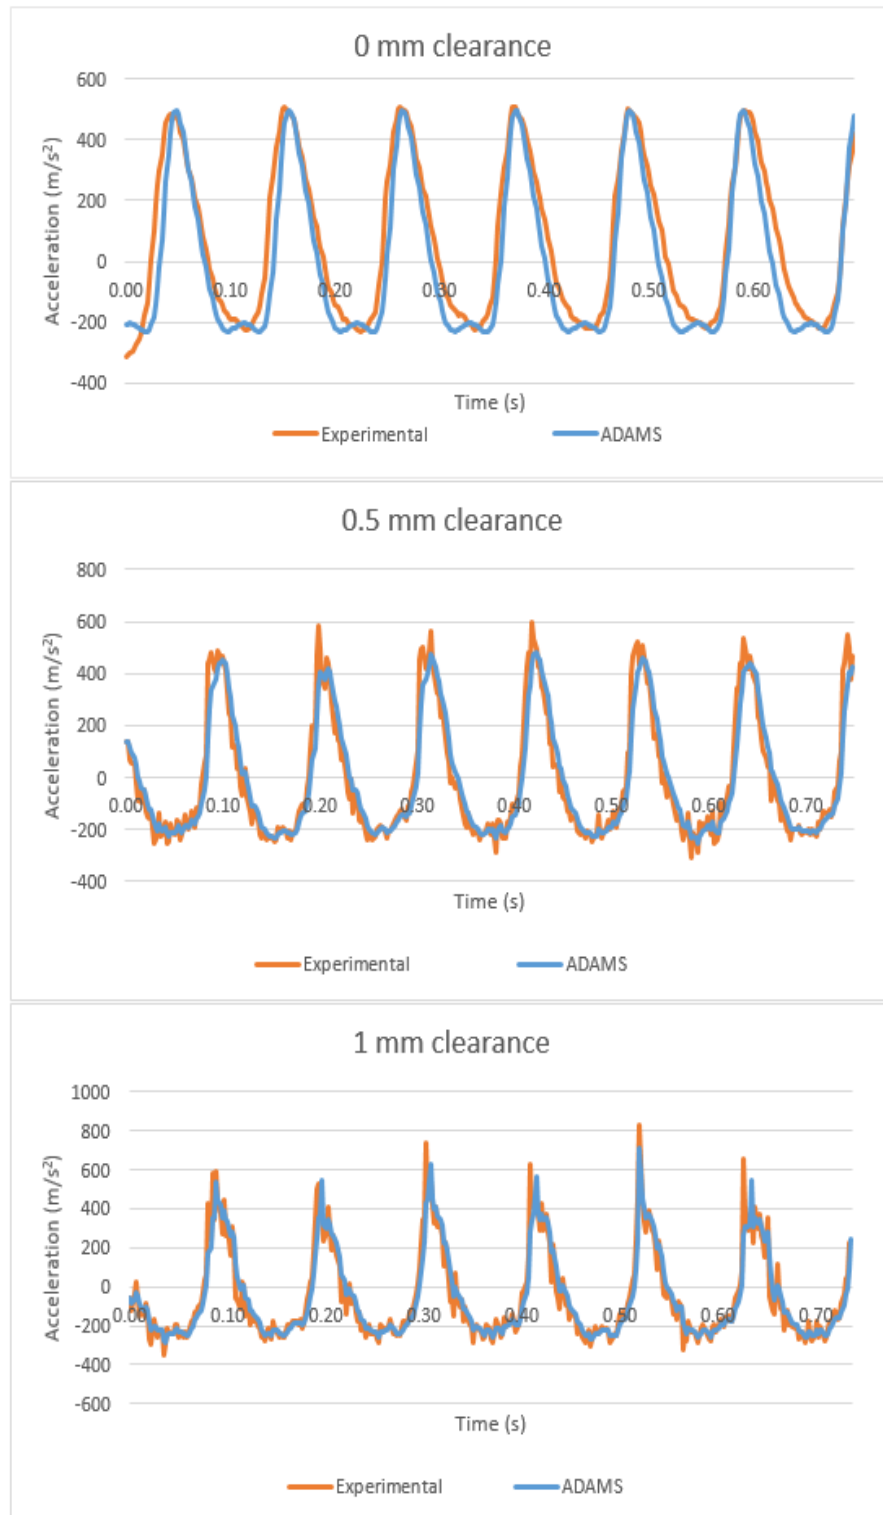 0 mm clearance
600
400
200
0
-200
-400
Acceleration (m/s²)
0.00 0.10 0.20 0.30 0.40 0.50 0.60
Time (s)
Experimental ADAMS
0.5 mm clearance
800
600
400
200
0
-200
-400
Acceleration (m/s²)
0.00 0.10 0.20 0.30 0.40 0.50 0.60 0.70
Time (s)
Experimental ADAMS
1 mm clearance
1000
800
600
400
200
0
-200
-400
-600
Acceleration (m/s²)
0.00 0.10 0.20 0.30 0.40 0.50 0.60 0.70
Time (s)
Experimental ADAMS